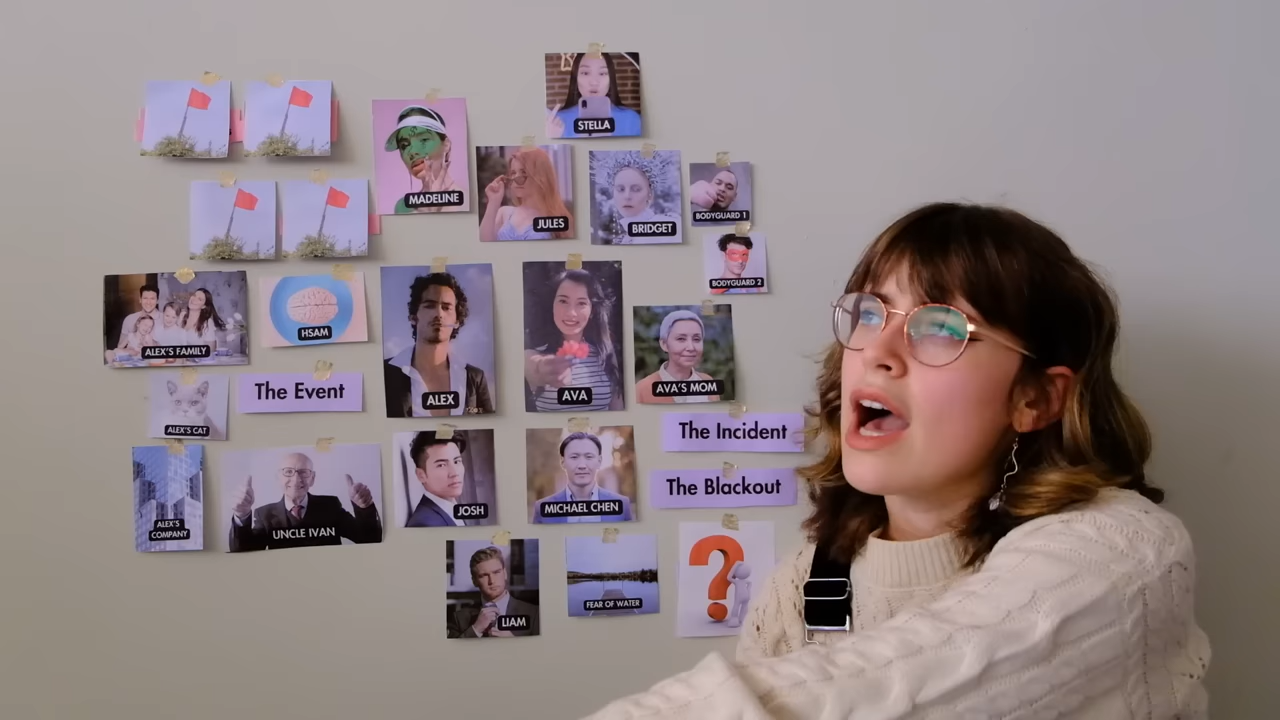 STELLA
MADELINE
JULES
BRIDGET
BODYGUARD 1
BODYGUARD 2
ALEX'S FAMILY
HSAM
ALEX
AVA
AVA'S MOM
ALEX'S CAT
The Event
The Incident
The Blackout
ALEX'S
COMPANY
UNCLE IVAN
JOSH
MICHAEL CHEN
LIAM
FEAR OF WATER
?